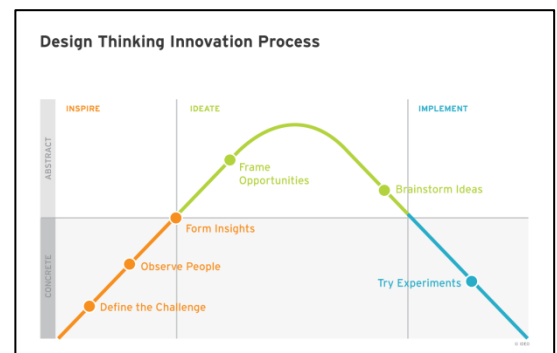 Design Thinking Innovation Process
INSPIRE
IDEATE
IMPLEMENT
ABSTRACT
Frame
Opportunities
Brainstorm Ideas
Form Insights
CONCRETE
Observe People
Try Experiments
Define the Challenge
© IDEO